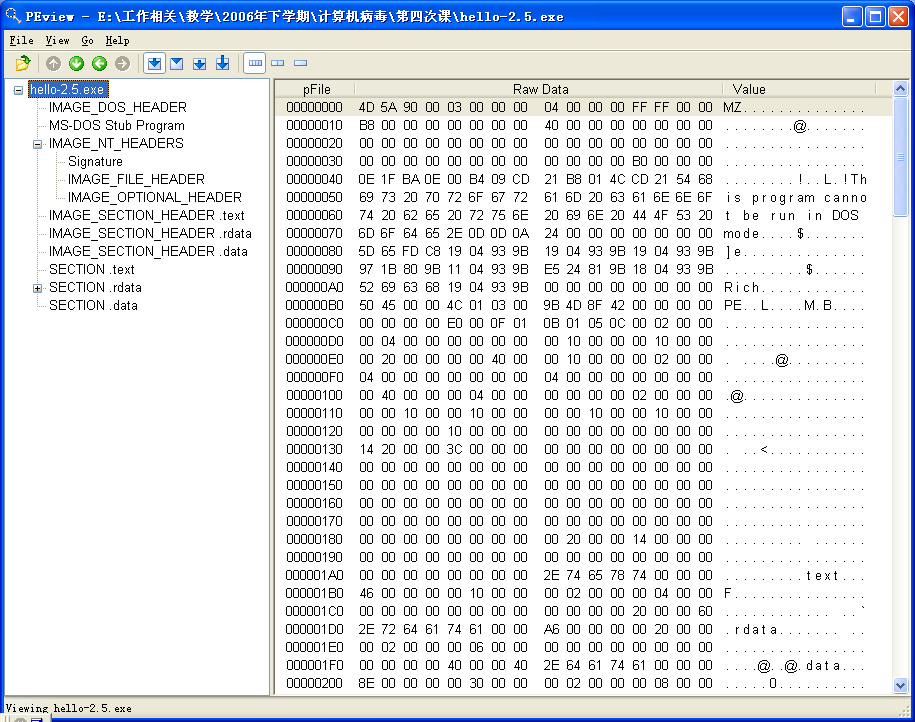 PEview - E:\工作相关\教学\2006年下学期\计算机病毒\第四次课\hello-2.5.exe
File View Go Help
hello-2.5.exe
IMAGE_DOS_HEADER
MS-DOS Stub Program
IMAGE_NT_HEADERS
Signature
IMAGE_FILE_HEADER
IMAGE_OPTIONAL_HEADER
IMAGE_SECTION_HEADER .text
IMAGE_SECTION_HEADER .rdata
IMAGE_SECTION_HEADER .data
SECTION .text
SECTION .rdata
SECTION .data
pFile Raw Data Value
00000000 4D 5A 90 00 03 00 00 00 04 00 00 00 FF FF 00 00 MZ..............
00000010 B8 00 00 00 00 00 00 00 40 00 00 00 00 00 00 00 ........@.......
00000020 00 00 00 00 00 00 00 00 00 00 00 00 00 00 00 00 ................
00000030 00 00 00 00 00 00 00 00 00 00 00 00 B0 00 00 00 ................
00000040 0E 1F BA 0E 00 B4 09 CD 21 B8 01 4C CD 21 54 68 ........!..L.!Th
00000050 69 73 20 70 72 6F 67 72 61 6D 20 63 61 6E 6E 6F is program canno
00000060 74 20 62 65 20 72 75 6E 20 69 6E 20 44 4F 53 20 t be run in DOS
00000070 6D 6F 64 65 2E 0D 0D 0A 24 00 00 00 00 00 00 00 mode....$.......
00000080 5D 65 FD C8 19 04 93 9B 19 04 93 9B 19 04 93 9B ]e..............
00000090 97 1B 80 9B 11 04 93 9B E5 24 81 9B 18 04 93 9B .........$......
000000A0 52 69 63 68 19 04 93 9B 00 00 00 00 00 00 00 00 Rich............
000000B0 50 45 00 00 4C 01 03 00 9B 4D 8F 42 00 00 00 00 PE..L....M.B....
000000C0 00 00 00 00 E0 00 0F 01 0B 01 05 0C 00 02 00 00 ................
000000D0 00 04 00 00 00 00 00 00 00 10 00 00 00 10 00 00 ................
000000E0 00 20 00 00 00 00 40 00 00 10 00 00 00 02 00 00 . ....@.........
000000F0 04 00 00 00 00 00 00 00 04 00 00 00 00 00 00 00 ................
00000100 00 40 00 00 00 04 00 00 00 00 00 00 02 00 00 00 .@..............
00000110 00 00 10 00 00 10 00 00 00 00 10 00 00 10 00 00 ................
00000120 00 00 00 00 10 00 00 00 00 00 00 00 00 00 00 00 ................
00000130 14 20 00 00 3C 00 00 00 00 00 00 00 00 00 00 00 . ..<...........
00000140 00 00 00 00 00 00 00 00 00 00 00 00 00 00 00 00 ................
00000150 00 00 00 00 00 00 00 00 00 00 00 00 00 00 00 00 ................
00000160 00 00 00 00 00 00 00 00 00 00 00 00 00 00 00 00 ................
00000170 00 00 00 00 00 00 00 00 00 00 00 00 00 00 00 00 ................
00000180 00 00 00 00 00 00 00 00 00 20 00 00 14 00 00 00 ......... ......
00000190 00 00 00 00 00 00 00 00 00 00 00 00 00 00 00 00 ................
000001A0 00 00 00 00 00 00 00 00 2E 74 65 78 74 00 00 00 .........text...
000001B0 46 00 00 00 00 10 00 00 00 02 00 00 00 04 00 00 F...............
000001C0 00 00 00 00 00 00 00 00 00 00 00 00 20 00 00 60 ............ ..`
000001D0 2E 72 64 61 74 61 00 00 A6 00 00 00 00 20 00 00 .rdata....... ..
000001E0 00 02 00 00 00 06 00 00 00 00 00 00 00 00 00 00 ................
000001F0 00 00 00 00 40 00 00 40 2E 64 61 74 61 00 00 00 ....@..@.data...
00000200 8E 00 00 00 00 30 00 00 00 02 00 00 00 08 00 00 .....0..........
Viewing hello-2.5.exe